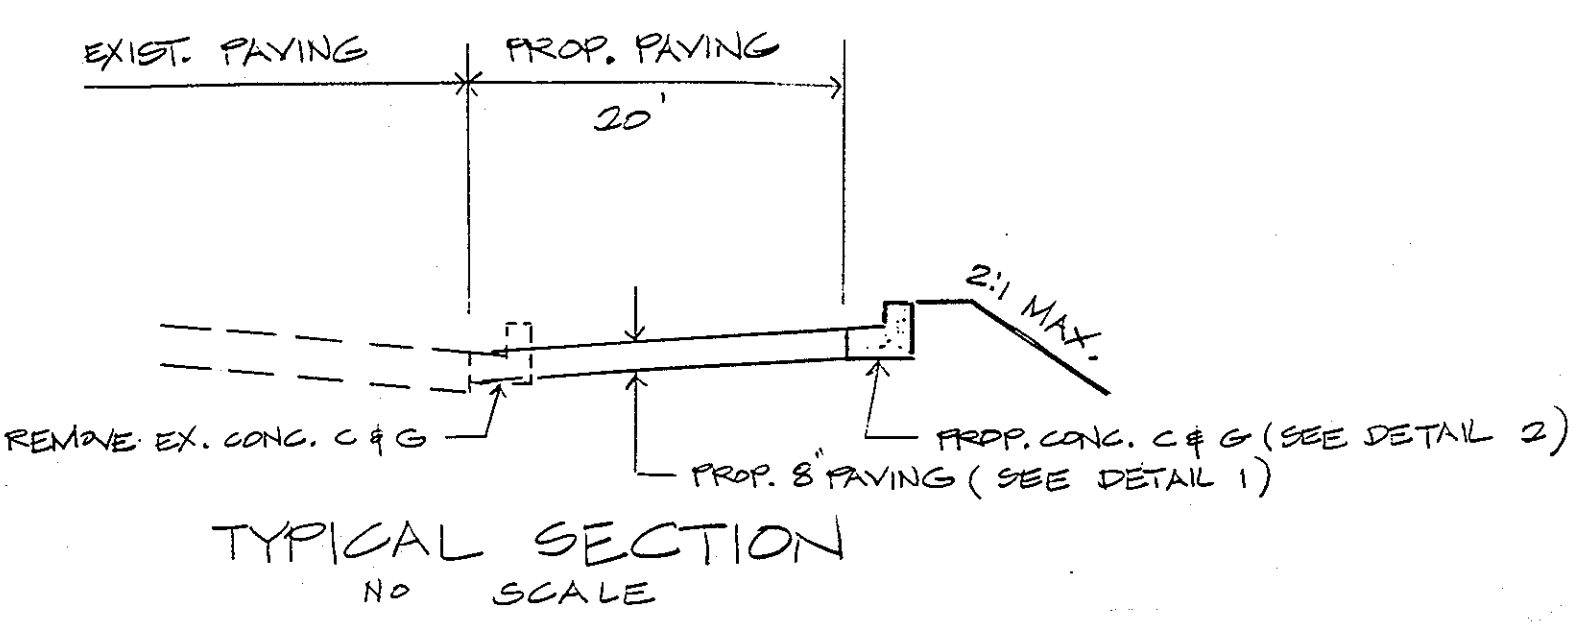 EXIST. PAVING
PROP. PAVING
20'
2:1 MAX.
REMOVE EX. CONC. C & G
PROP. CONC. C & G (SEE DETAIL 2)
PROP. 8" PAVING (SEE DETAIL 1)
TYPICAL SECTION
NO SCALE